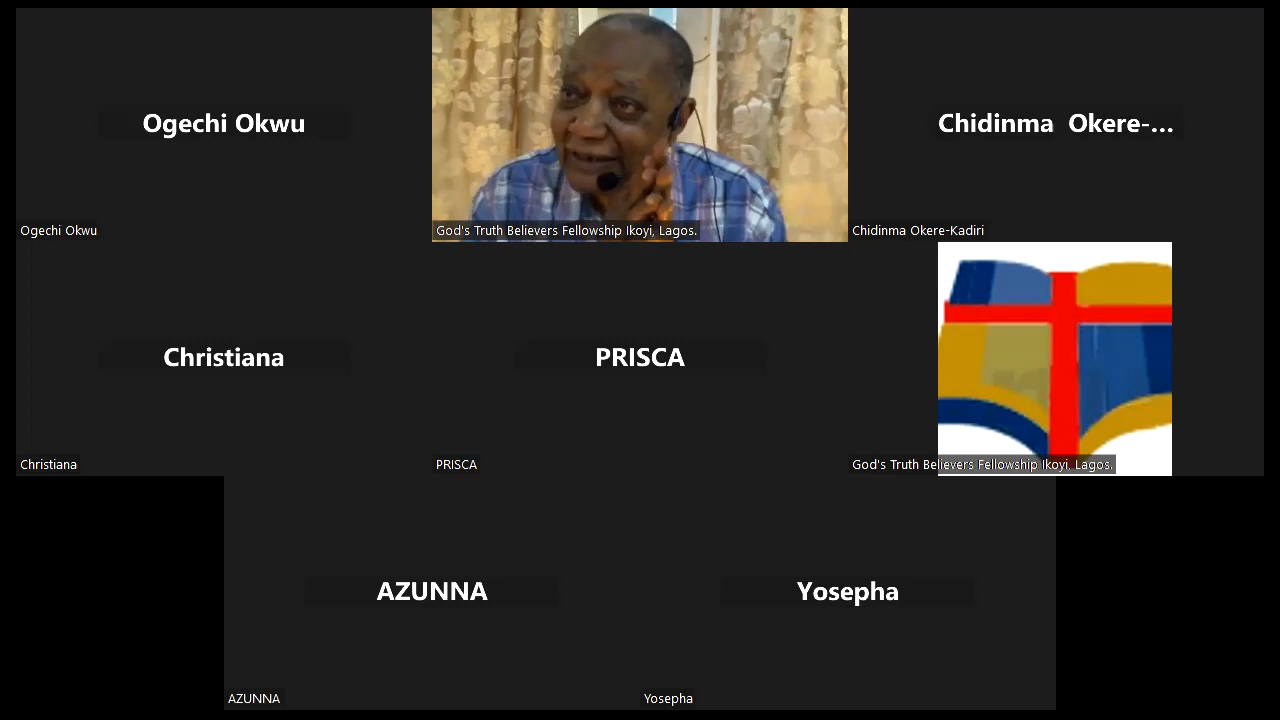 Ogechi Okwu
Ogechi Okwu
God's Truth Believers Fellowship Ikoyi, Lagos.
Chidinma Okere-...
Chidinma Okere-Kadiri
Christiana
Christiana
PRISCA
PRISCA
God's Truth Believers Fellowship Ikoyi, Lagos.
AZUNNA
AZUNNA
Yosepha
Yosepha